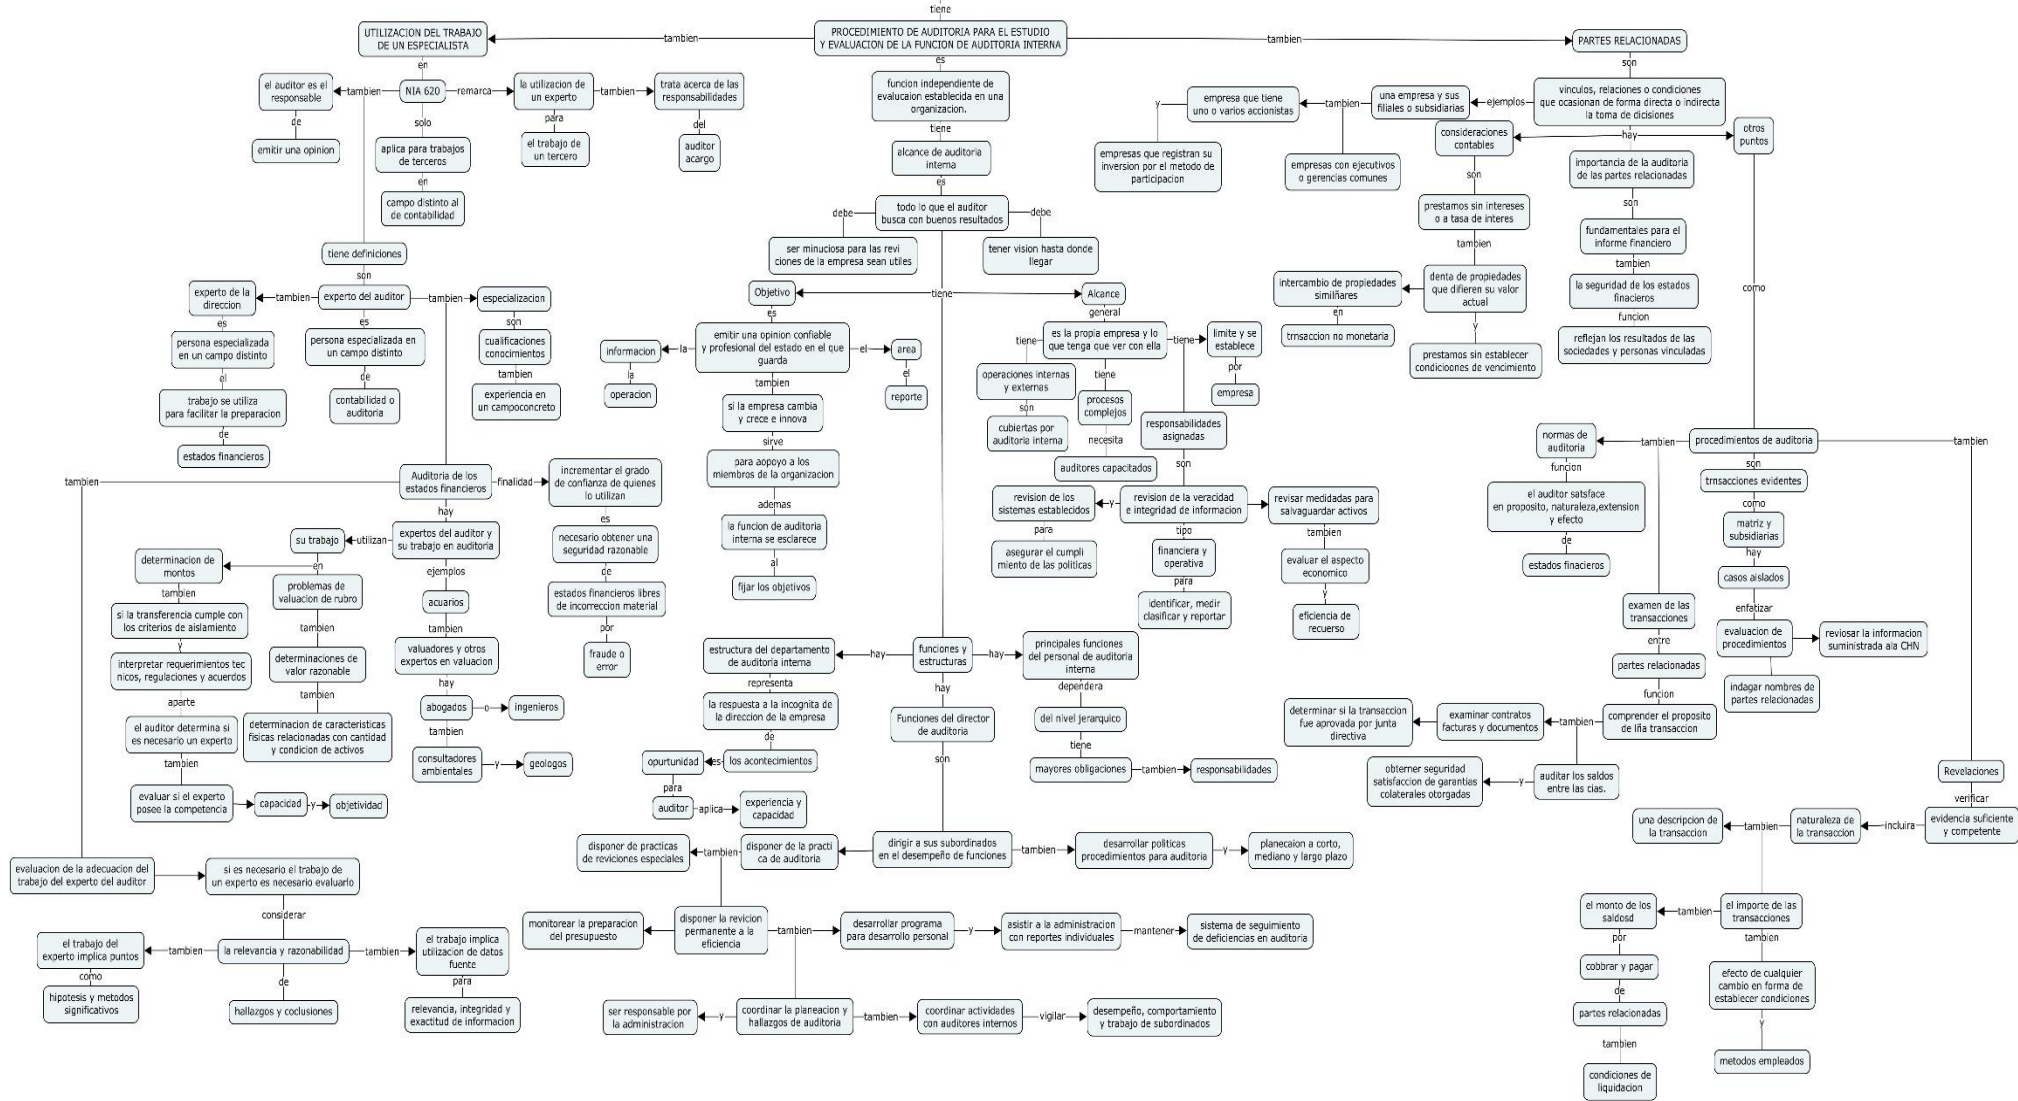 tiene
UTILIZACION DEL TRABAJO
DE UN ESPECIALISTA
tambien
PROCEDIMIENTO DE AUDITORIA PARA EL ESTUDIO
Y EVALUACION DE LA FUNCION DE AUDITORIA INTERNA
tambien
PARTES RELACIONADAS
en
el auditor es el
responsable
tambien
NIA 620
remarca
la utilizacion de
un experto
tambien
trata acerca de las
responsabilidades
de
emitir una opinion
solo
aplica para trabajos
de terceros
en
campo distinto al
de contabilidad
para
el trabajo de
un tercero
del
auditor
acargo
tiene definiciones
son
experto de la
direccion
tambien
experto del auditor
tambien
especializacion
es
persona especializada
en un campo distinto
el
trabajo se utiliza
para facilitar la preparacion
de
estados financieros
es
persona especializada en
un campo distinto
de
contabilidad o
auditoria
son
cualificaciones
conocimientos
tambien
experiencia en
un campoconcreto
tambien
Auditoria de los
estados financieros
finalidad
incrementar el grado
de confianza de quienes
lo utilizan
es
necesario obtener una
seguridad razonable
de
estados financieros libres
de incorreccion material
por
fraude o
error
hay
su trabajo
utilizan
expertos del auditor y
su trabajo en auditoria
en
determinacion de
montos
tambien
si la transferencia cumple con
los criterios de aislamiento
y
interpretar requerimientos tec
nicos, regulaciones y acuerdos
aparte
el auditor determina si
es necesario un experto
tambien
evaluar si el experto
posee la competencia
capacidad
y
objetividad
problemas de
valuacion de rubro
tambien
determinaciones de
valor razonable
tambien
determinacion de caracteristicas
fisicas relacionadas con cantidad
y condicion de activos
ejemplos
acuarios
tambien
valuadores y otros
expertos en valuacion
hay
abogados
o
ingenieros
tambien
consultadores
ambientales
y
geologos
evaluacion de la adecuacion del
trabajo del experto del auditor
si es necesario el trabajo de
un experto es necesario evaluarlo
considerar
el trabajo del
experto implica puntos
tambien
la relevancia y razonabilidad
tambien
el trabajo implica
utilizacion de datos
fuente
como
hipotesis y metodos
significativos
de
hallazgos y coclusiones
para
relevancia, integridad y
exactitud de informacion
es
funcion independiente de
evalucaion establecida en una
organizacion.
tiene
alcance de auditoria
interna
es
todo lo que el auditor
busca con buenos resultados
debe
debe
ser minuciosa para las revi
ciones de la empresa sean utiles
tener vision hasta donde
llegar
Objetivo
tiene
Alcance
es
emitir una opinion confiable
y profesional del estado en el que
guarda
informacion
la
el
area
la
operacion
el
reporte
tambien
si la empresa cambia
y crece e innova
sirve
para aopoyo a los
miembros de la organizacion
ademas
la funcion de auditoria
interna se esclarece
al
fijar los objetivos
general
es la propia empresa y lo
que tenga que ver con ella
tiene
tiene
limite y se
establece
por
empresa
operaciones internas
y externas
son
cubiertas por
auditoria interna
tiene
procesos
complejos
necesita
auditores capacitados
responsabilidades
asignadas
son
revision de los
sistemas establecidos
y
revision de la veracidad
e integridad de informacion
revisar medidadas para
salvaguardar activos
para
asegurar el cumpli
miento de las politicas
tipo
financiera y
operativa
para
identificar, medir
clasificar y reportar
tambien
evaluar el aspecto
economico
y
eficiencia de
recuerso
estructura del departamento
de auditoria interna
hay
funciones y
estructuras
hay
principales funciones
del personal de auditoria
interna
representa
la respuesta a la incognita de
la direccion de la empresa
de
los acontecimientos
es
opurtunidad
para
auditor
aplica
experiencia y
capacidad
hay
Funciones del director
de auditoria
son
dependera
del nivel jerarquico
tiene
mayores obligaciones
tambien
responsabilidades
disponer de practicas
de reviciones especiales
tambien
disponer de la practi
ca de auditoria
dirigir a sus subordinados
en el desempeño de funciones
tambien
desarrollar politicas
procedimientos para auditoria
y
planecaion a corto,
mediano y largo plazo
monitorear la preparacion
del presupuesto
disponer la revicion
permanente a la
eficiencia
tambien
desarrollar programa
para desarrollo personal
y
asistir a la administracion
con reportes individuales
mantener
sistema de seguimiento
de deficiencias en auditoria
ser responsable por
la administracion
y
coordinar la planeacion y
hallazgos de auditoria
tambien
coordinar actividades
con auditores internos
vigilar
desempeño, comportamiento
y trabajo de subordinados
son
vinculos, relaciones o condiciones
que ocasionan de forma directa o indirecta
la toma de dicisiones
ejemplos
una empresa y sus
filiales o subsidiarias
tambien
empresa que tiene
uno o varios accionistas
y
empresas que registran su
inversion por el metodo de
participacion
empresas con ejecutivos
o gerencias comunes
hay
consideraciones
contables
otros
puntos
son
prestamos sin intereses
o a tasa de interes
tambien
denta de propiedades
que difieren su valor
actual
intercambio de propiedades
similñares
en
trnsaccion no monetaria
y
prestamos sin establecer
condicioones de vencimiento
importancia de la auditoria
de las partes relacionadas
son
fundamentales para el
informe financiero
tambien
la seguridad de los estados
finacieros
funcion
reflejan los resultados de las
sociedades y personas vinculadas
como
normas de
auditoria
tambien
procedimientos de auditoria
tambien
funcion
el auditor satsface
en proposito, naturaleza,extension
y efecto
de
estados finacieros
son
trnsacciones evidentes
como
matriz y
subsidiarias
hay
casos aislados
enfatizar
evaluacion de
procedimientos
reviosar la informacion
suministrada ala CHN
indagar nombres de
partes relacionadas
examen de las
transacciones
entre
partes relacionadas
funcion
comprender el proposito
de lña transaccion
tambien
examinar contratos
facturas y documentos
determinar si la transaccion
fue aprovada por junta
directiva
auditar los saldos
entre las cias.
y
obterner seguridad
satisfaccion de garantias
colaterales otorgadas
Revelaciones
verificar
evidencia suficiente
y competente
incluira
naturaleza de
la transaccion
tambien
una descripcion de
la transaccion
el importe de las
transacciones
tambien
el monto de los
saldosd
por
cobbrar y pagar
de
partes relacionadas
tambien
condiciones de
liquidacion
tambien
efecto de cualquier
cambio en forma de
establecer condiciones
y
metodos empleados